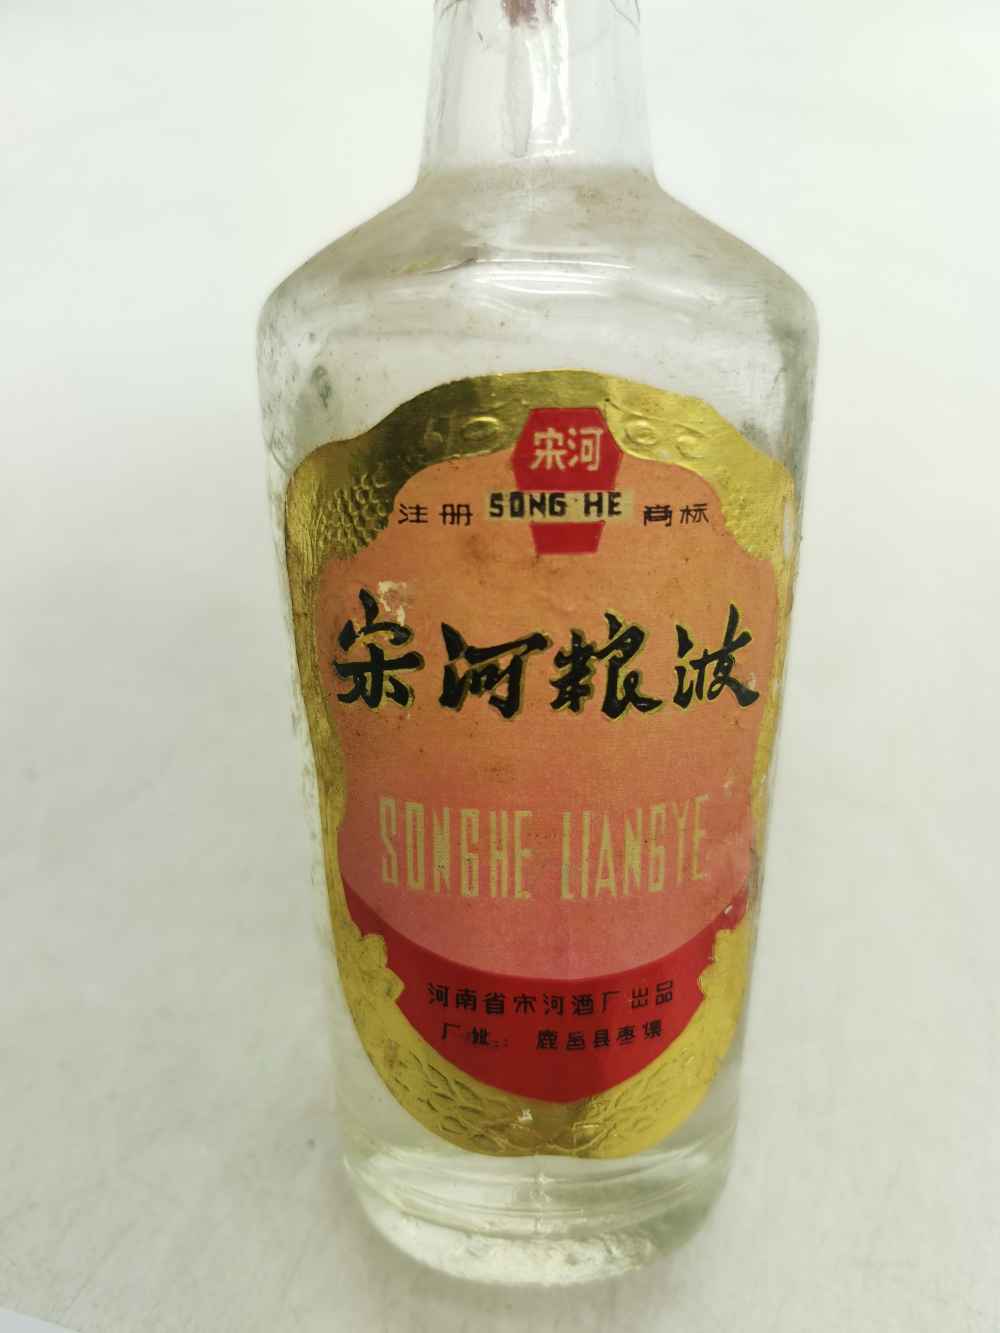 宋河
注册 SONG HE 商标
宋河粮液
SONGHE LIANGYE
河南省宋河酒厂出品
厂址：鹿邑县枣集